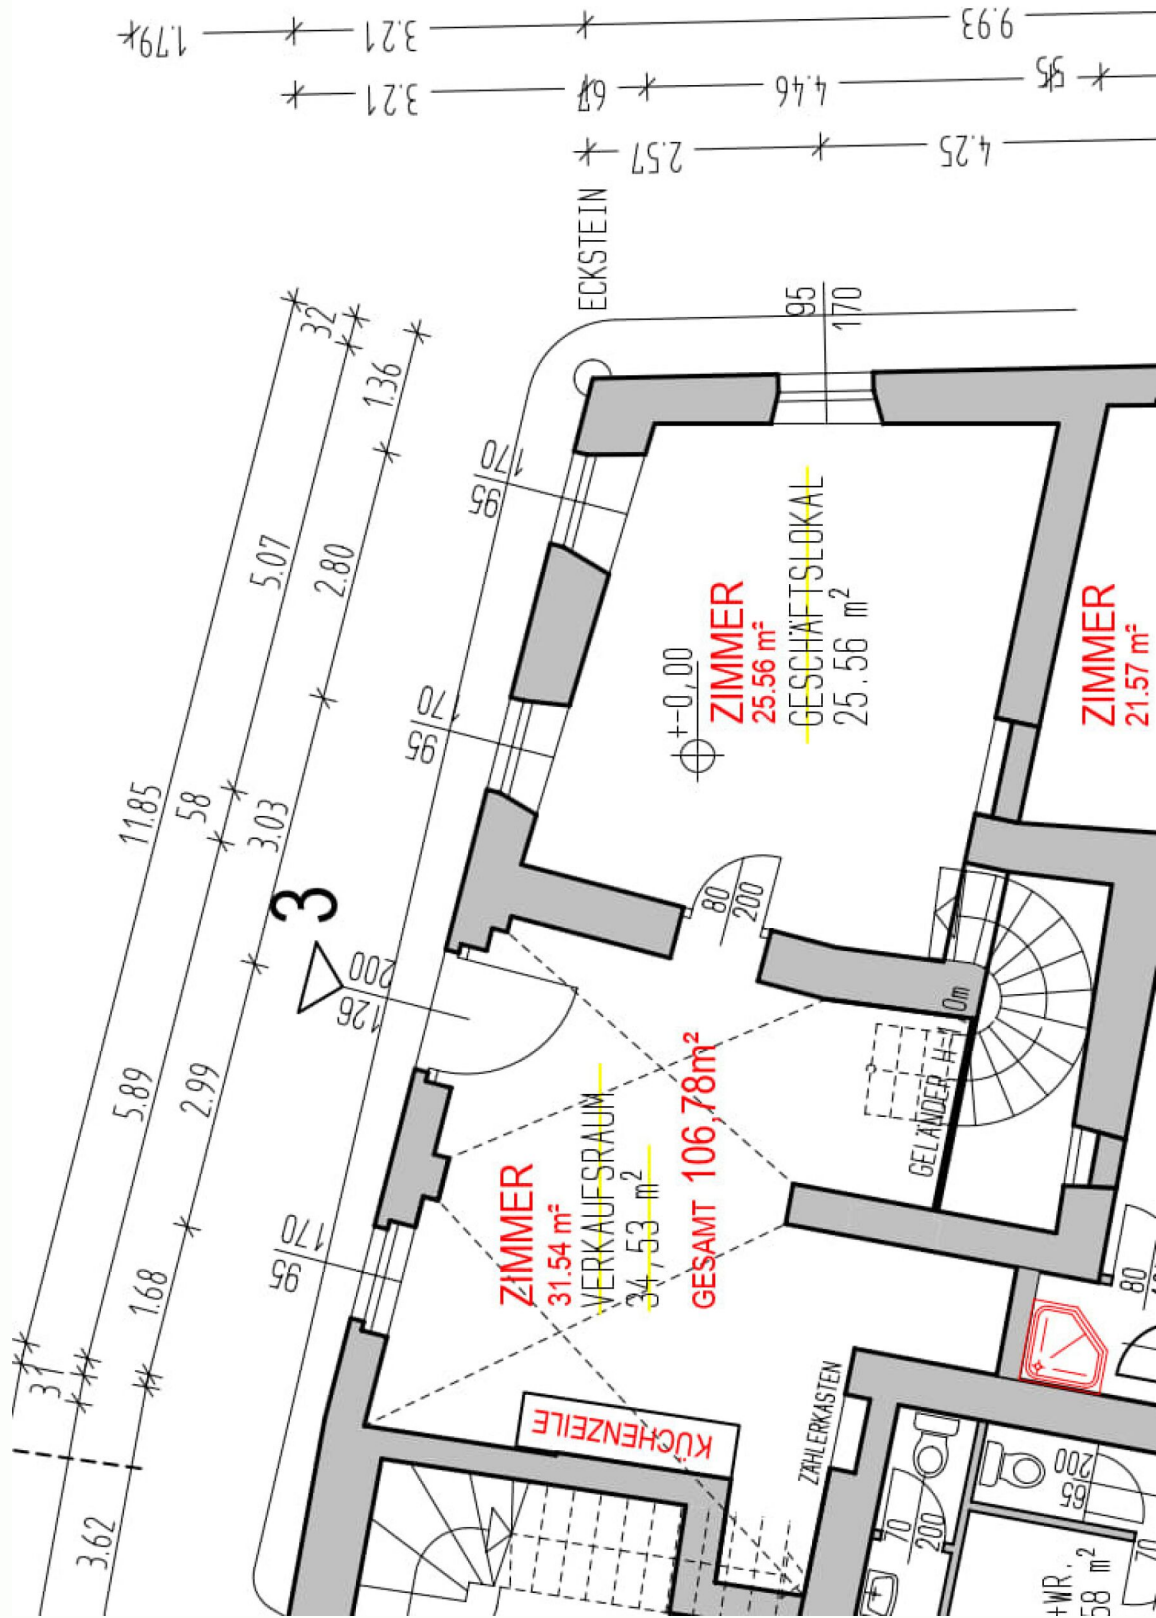 1.79
3.21
9.93
3.21
67
4.46
55
2.57
4.25
ECKSTEIN
32
1.36
95
170
170
95
5.07
2.80
GESCHÄFTSLOKAL
25.56 m²
ZIMMER
25.56 m²
+-0,00
ZIMMER
21.57 m²
170
95
11.85
58
3.03
3
80
200
200
126
5.89
2.99
GELÄNDER H=1,0m
ZIMMER
31.54 m²
VERKAUFSRAUM
34,53 m²
GESAMT 106,78m²
170
95
1.68
31
80
KÜCHENZEILE
ZÄHLERKASTEN
3.62
70
200
65
200
70
+WR.
58 m²